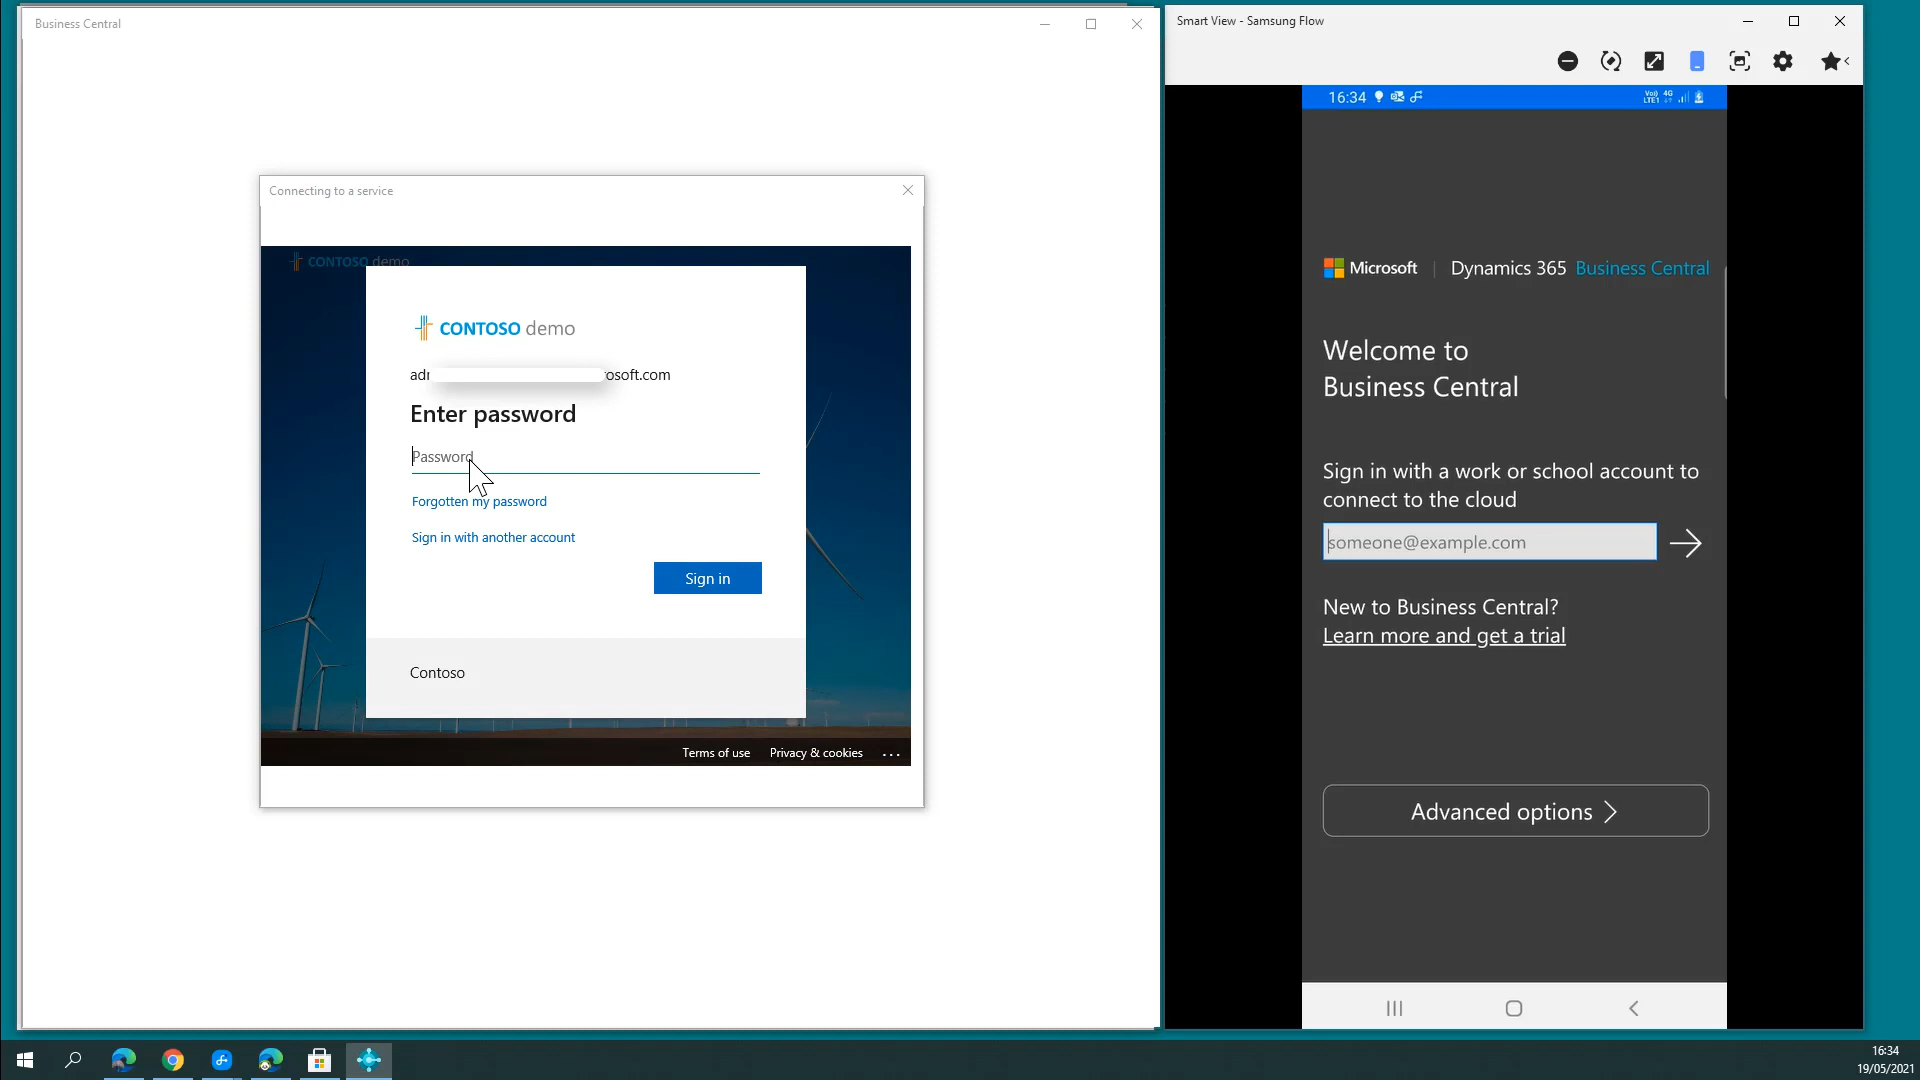 Business Central
Connecting to a service
CONTOSO demo
CONTOSO demo
adr
osoft.com
Enter password
Password
Forgotten my password
Sign in with another account
Sign in
Contoso
Terms of use Privacy & cookies ...
Smart View - Samsung Flow
16:34
Vo) 4G
LTE1
Microsoft | Dynamics 365 Business Central
Welcome to
Business Central
Sign in with a work or school account to
connect to the cloud
someone@example.com
New to Business Central?
Learn more and get a trial
Advanced options
16:34
19/05/2021